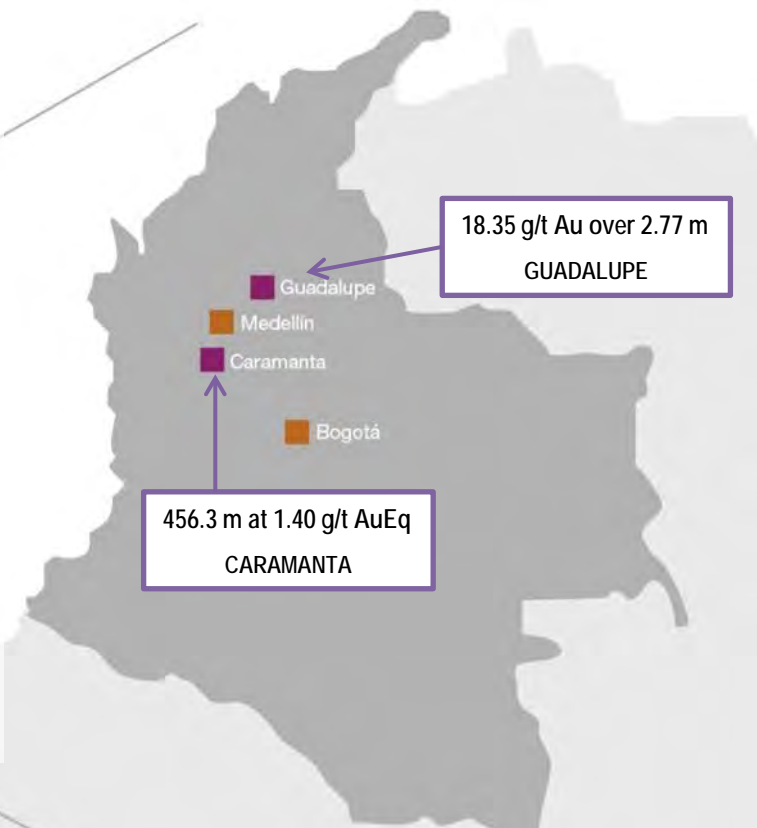 18.35 g/t Au over 2.77 m
GUADALUPE
Guadalupe
Medellín
Caramanta
Bogotá
456.3 m at 1.40 g/t AuEq
CARAMANTA